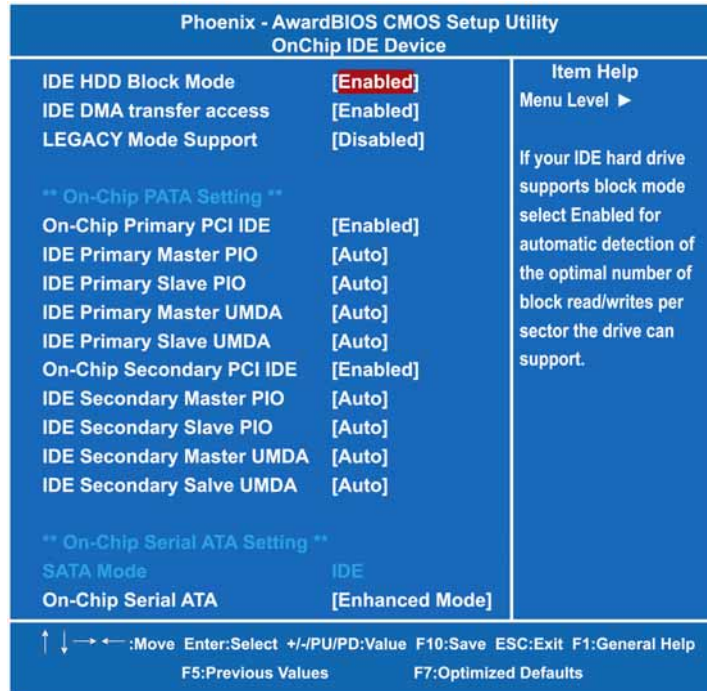 Phoenix - AwardBIOS CMOS Setup Utility
OnChip IDE Device
IDE HDD Block Mode [Enabled]
IDE DMA transfer access [Enabled]
LEGACY Mode Support [Disabled]
** On-Chip PATA Setting **
On-Chip Primary PCI IDE [Enabled]
IDE Primary Master PIO [Auto]
IDE Primary Slave PIO [Auto]
IDE Primary Master UMDA [Auto]
IDE Primary Slave UMDA [Auto]
On-Chip Secondary PCI IDE [Enabled]
IDE Secondary Master PIO [Auto]
IDE Secondary Slave PIO [Auto]
IDE Secondary Master UMDA [Auto]
IDE Secondary Salve UMDA [Auto]
** On-Chip Serial ATA Setting **
SATA Mode IDE
On-Chip Serial ATA [Enhanced Mode]
Item Help
Menu Level ►
If your IDE hard drive
supports block mode
select Enabled for
automatic detection of
the optimal number of
block read/writes per
sector the drive can
support.
↑ ↓ → ← :Move Enter:Select +/-/PU/PD:Value F10:Save ESC:Exit F1:General Help
F5:Previous Values F7:Optimized Defaults